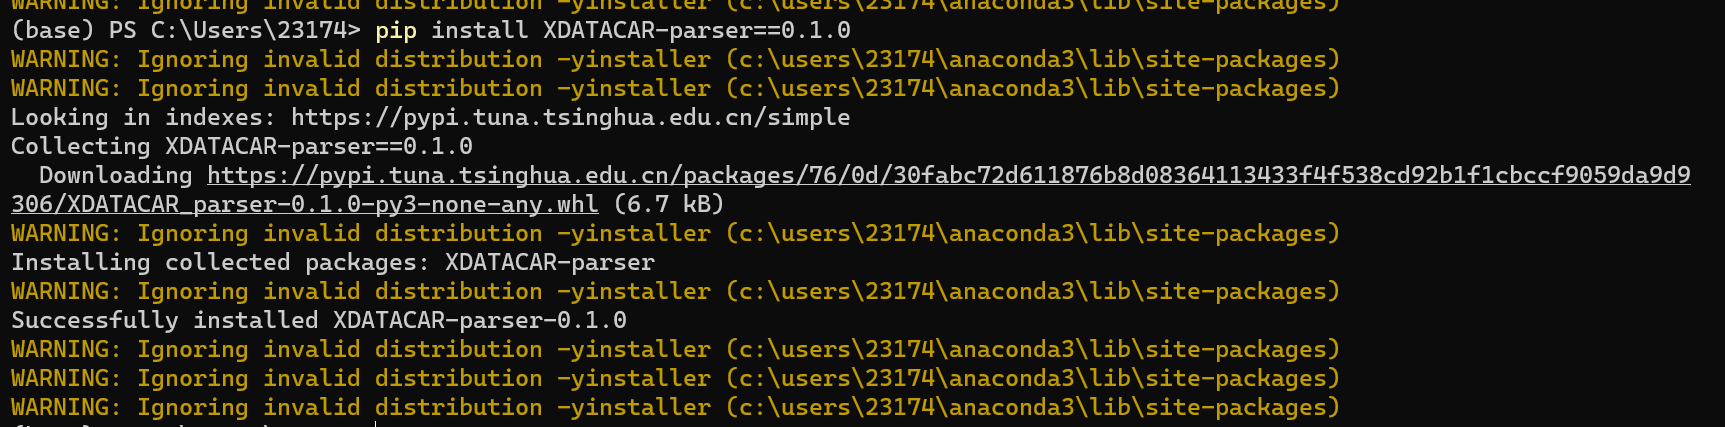 WARNING: Ignoring invalid distribution -yinstaller (c:\users\23174\anaconda3\lib\site-packages)
(base) PS C:\Users\23174> pip install XDATACAR-parser==0.1.0
WARNING: Ignoring invalid distribution -yinstaller (c:\users\23174\anaconda3\lib\site-packages)
WARNING: Ignoring invalid distribution -yinstaller (c:\users\23174\anaconda3\lib\site-packages)
Looking in indexes: https://pypi.tuna.tsinghua.edu.cn/simple
Collecting XDATACAR-parser==0.1.0
  Downloading https://pypi.tuna.tsinghua.edu.cn/packages/76/0d/30fabc72d611876b8d08364113433f4f538cd92b1f1cbccf9059da9d9
306/XDATACAR_parser-0.1.0-py3-none-any.whl (6.7 kB)
WARNING: Ignoring invalid distribution -yinstaller (c:\users\23174\anaconda3\lib\site-packages)
Installing collected packages: XDATACAR-parser
WARNING: Ignoring invalid distribution -yinstaller (c:\users\23174\anaconda3\lib\site-packages)
Successfully installed XDATACAR-parser-0.1.0
WARNING: Ignoring invalid distribution -yinstaller (c:\users\23174\anaconda3\lib\site-packages)
WARNING: Ignoring invalid distribution -yinstaller (c:\users\23174\anaconda3\lib\site-packages)
WARNING: Ignoring invalid distribution -yinstaller (c:\users\23174\anaconda3\lib\site-packages)